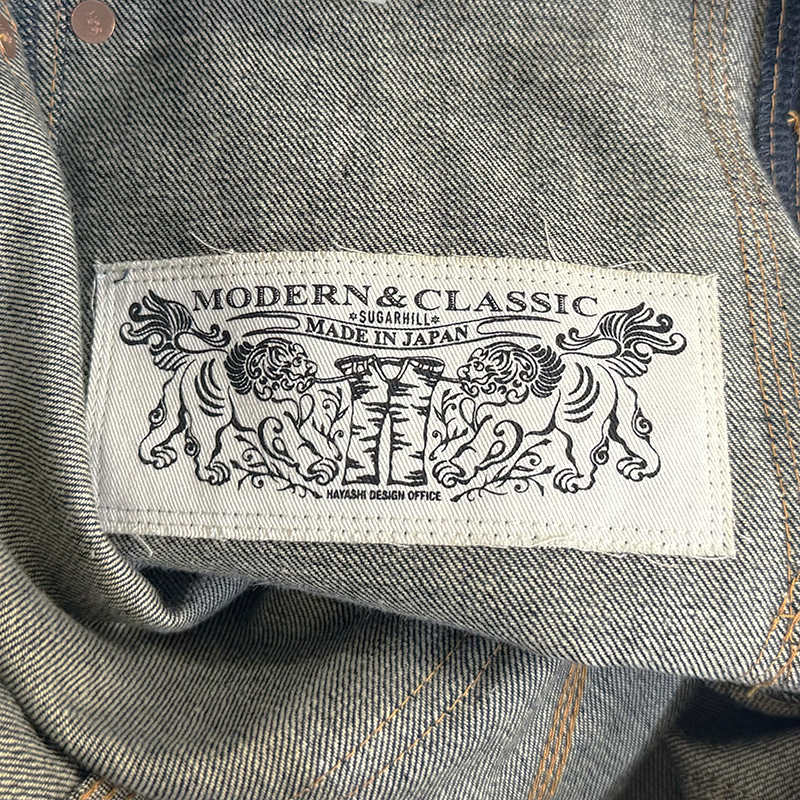 MODERN & CLASSIC
*SUGARHILL*
MADE IN JAPAN
HAYASHI DESIGN OFFICE